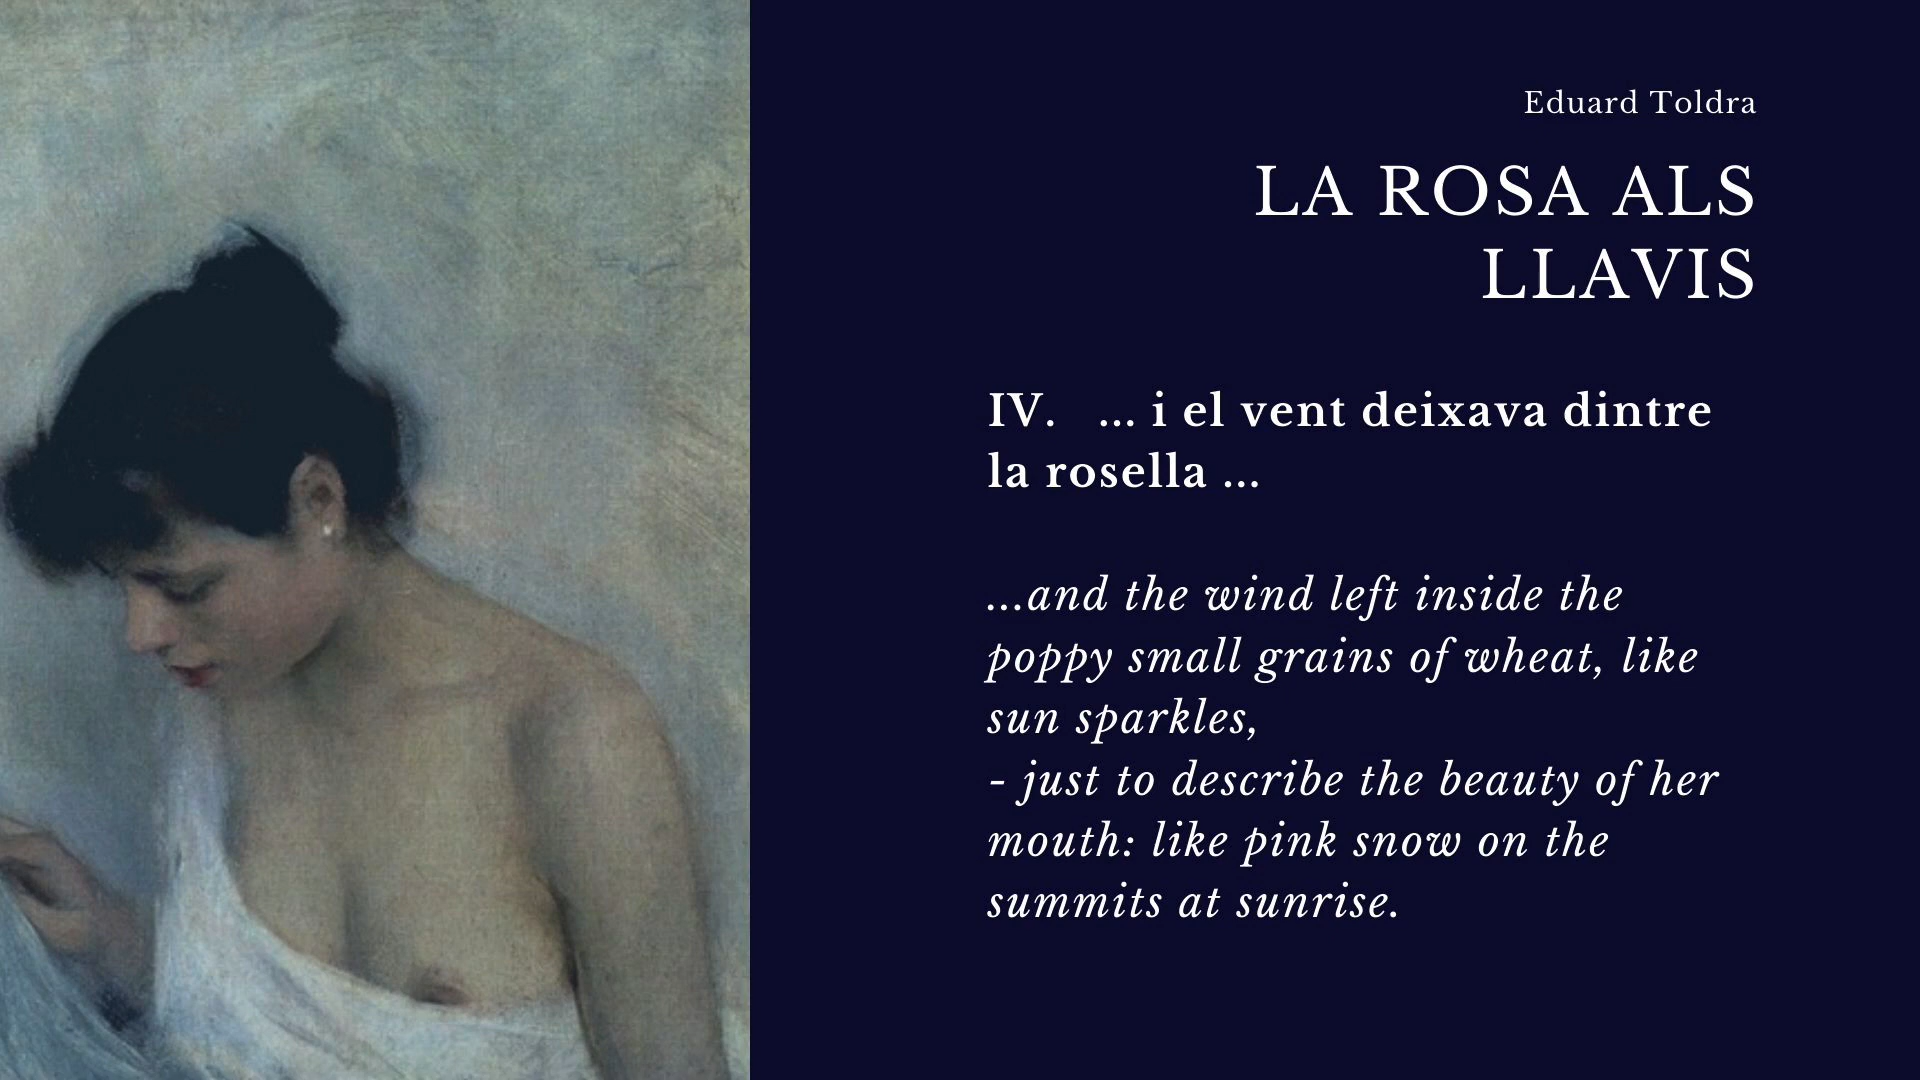 Eduard Toldra
LA ROSA ALS
LLAVIS
IV. ... i el vent deixava dintre
la rosella ...
...and the wind left inside the
poppy small grains of wheat, like
sun sparkles,
- just to describe the beauty of her
mouth: like pink snow on the
summits at sunrise.